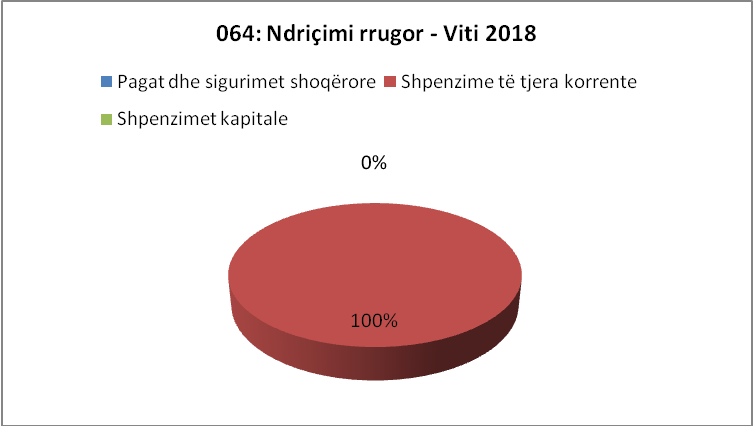 064: Ndriçimi rrugor - Viti 2018
Pagat dhe sigurimet shoqërore Shpenzime të tjera korrente
Shpenzimet kapitale
0%
100%